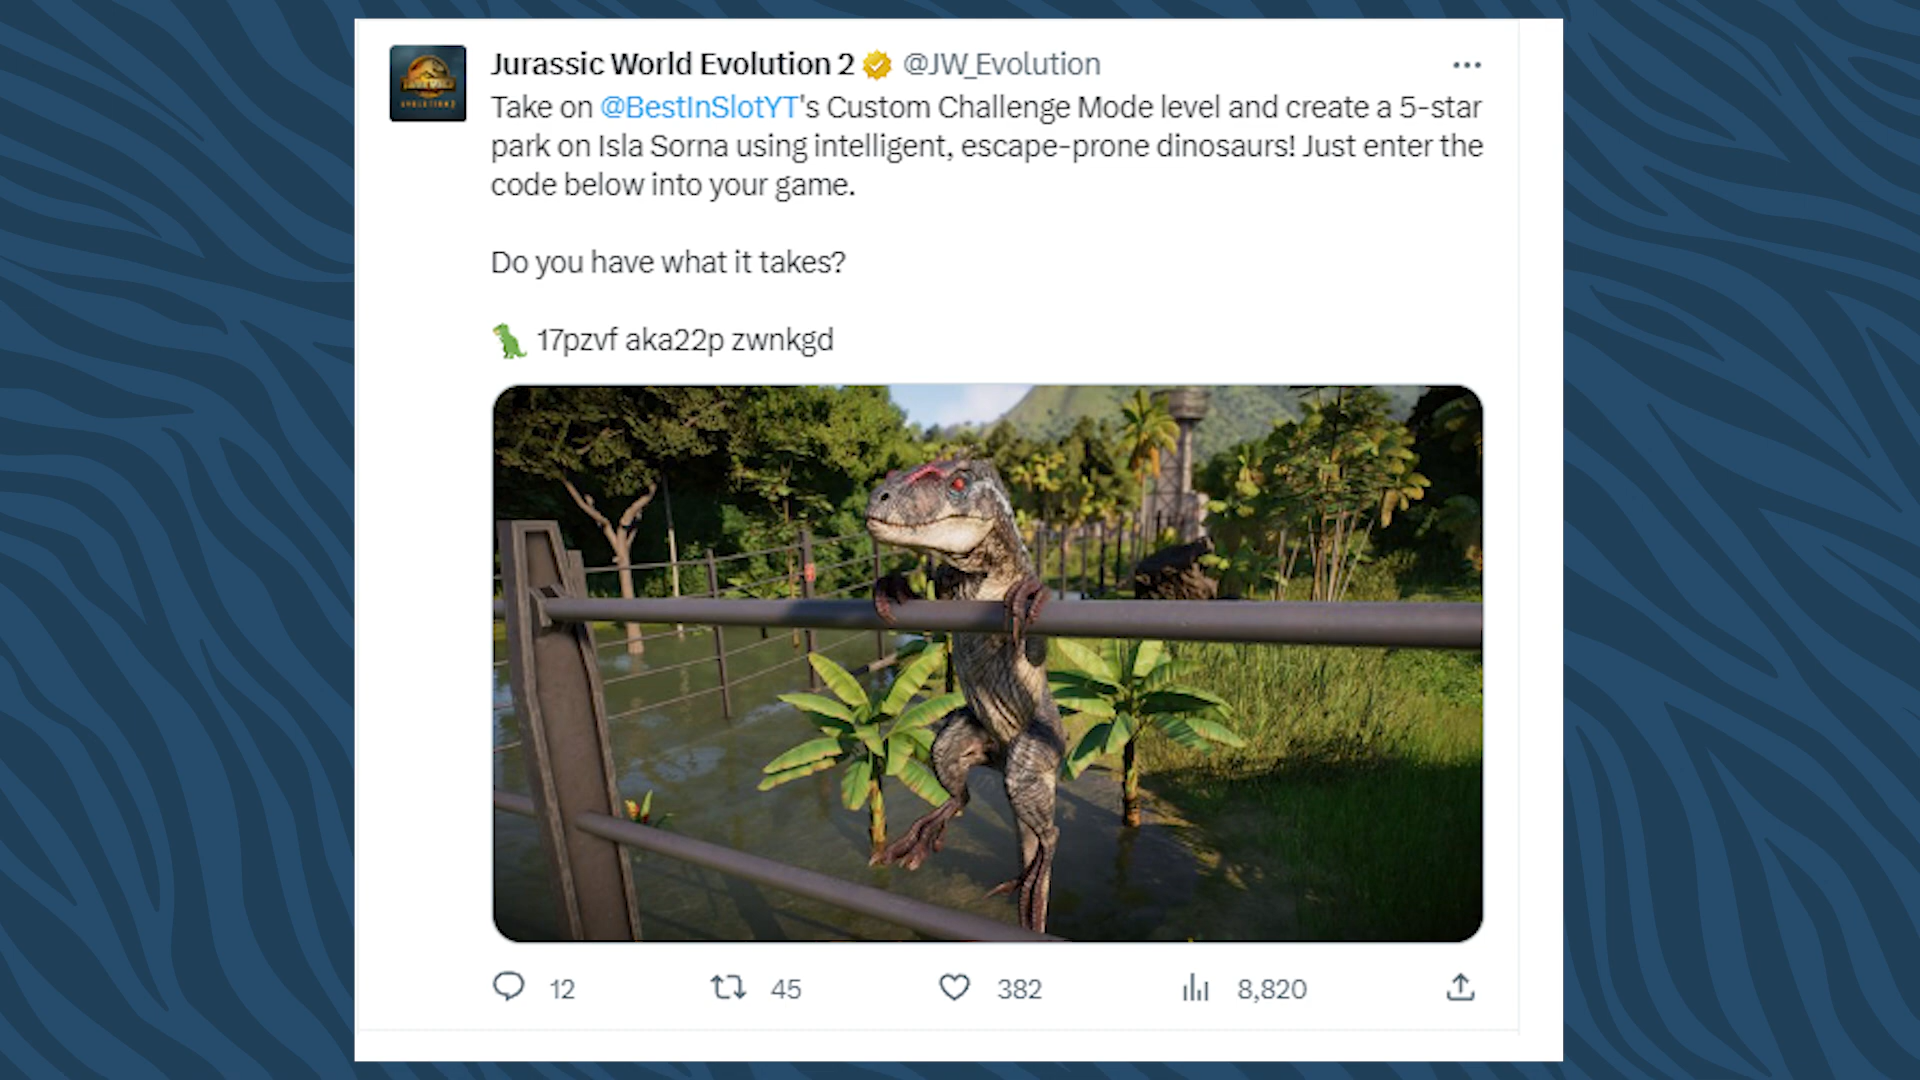 Jurassic World Evolution 2 @JW_Evolution
Take on @BestInSlotYT's Custom Challenge Mode level and create a 5-star
park on Isla Sorna using intelligent, escape-prone dinosaurs! Just enter the
code below into your game.
Do you have what it takes?
🦖 17pzvf aka22p zwnkgd
12 45 382 8,820